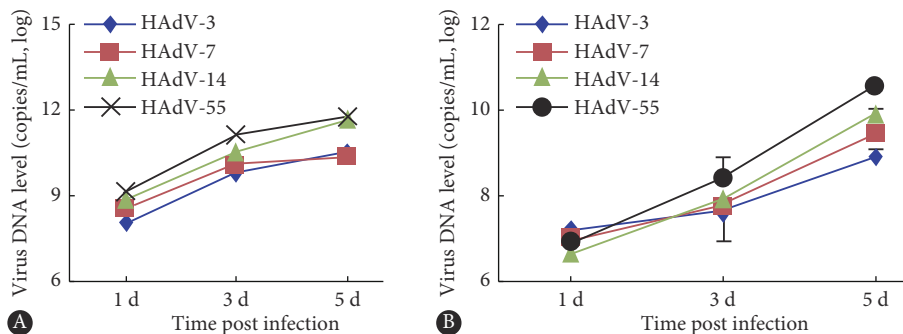 Virus DNA level (copies/mL, log)
15
12
9
6
HAdV-3
HAdV-7
HAdV-14
HAdV-55
1 d
3 d
5 d
Time post infection
A
Virus DNA level (copies/mL, log)
12
10
8
6
HAdV-3
HAdV-7
HAdV-14
HAdV-55
1 d
3 d
5 d
Time post infection
B